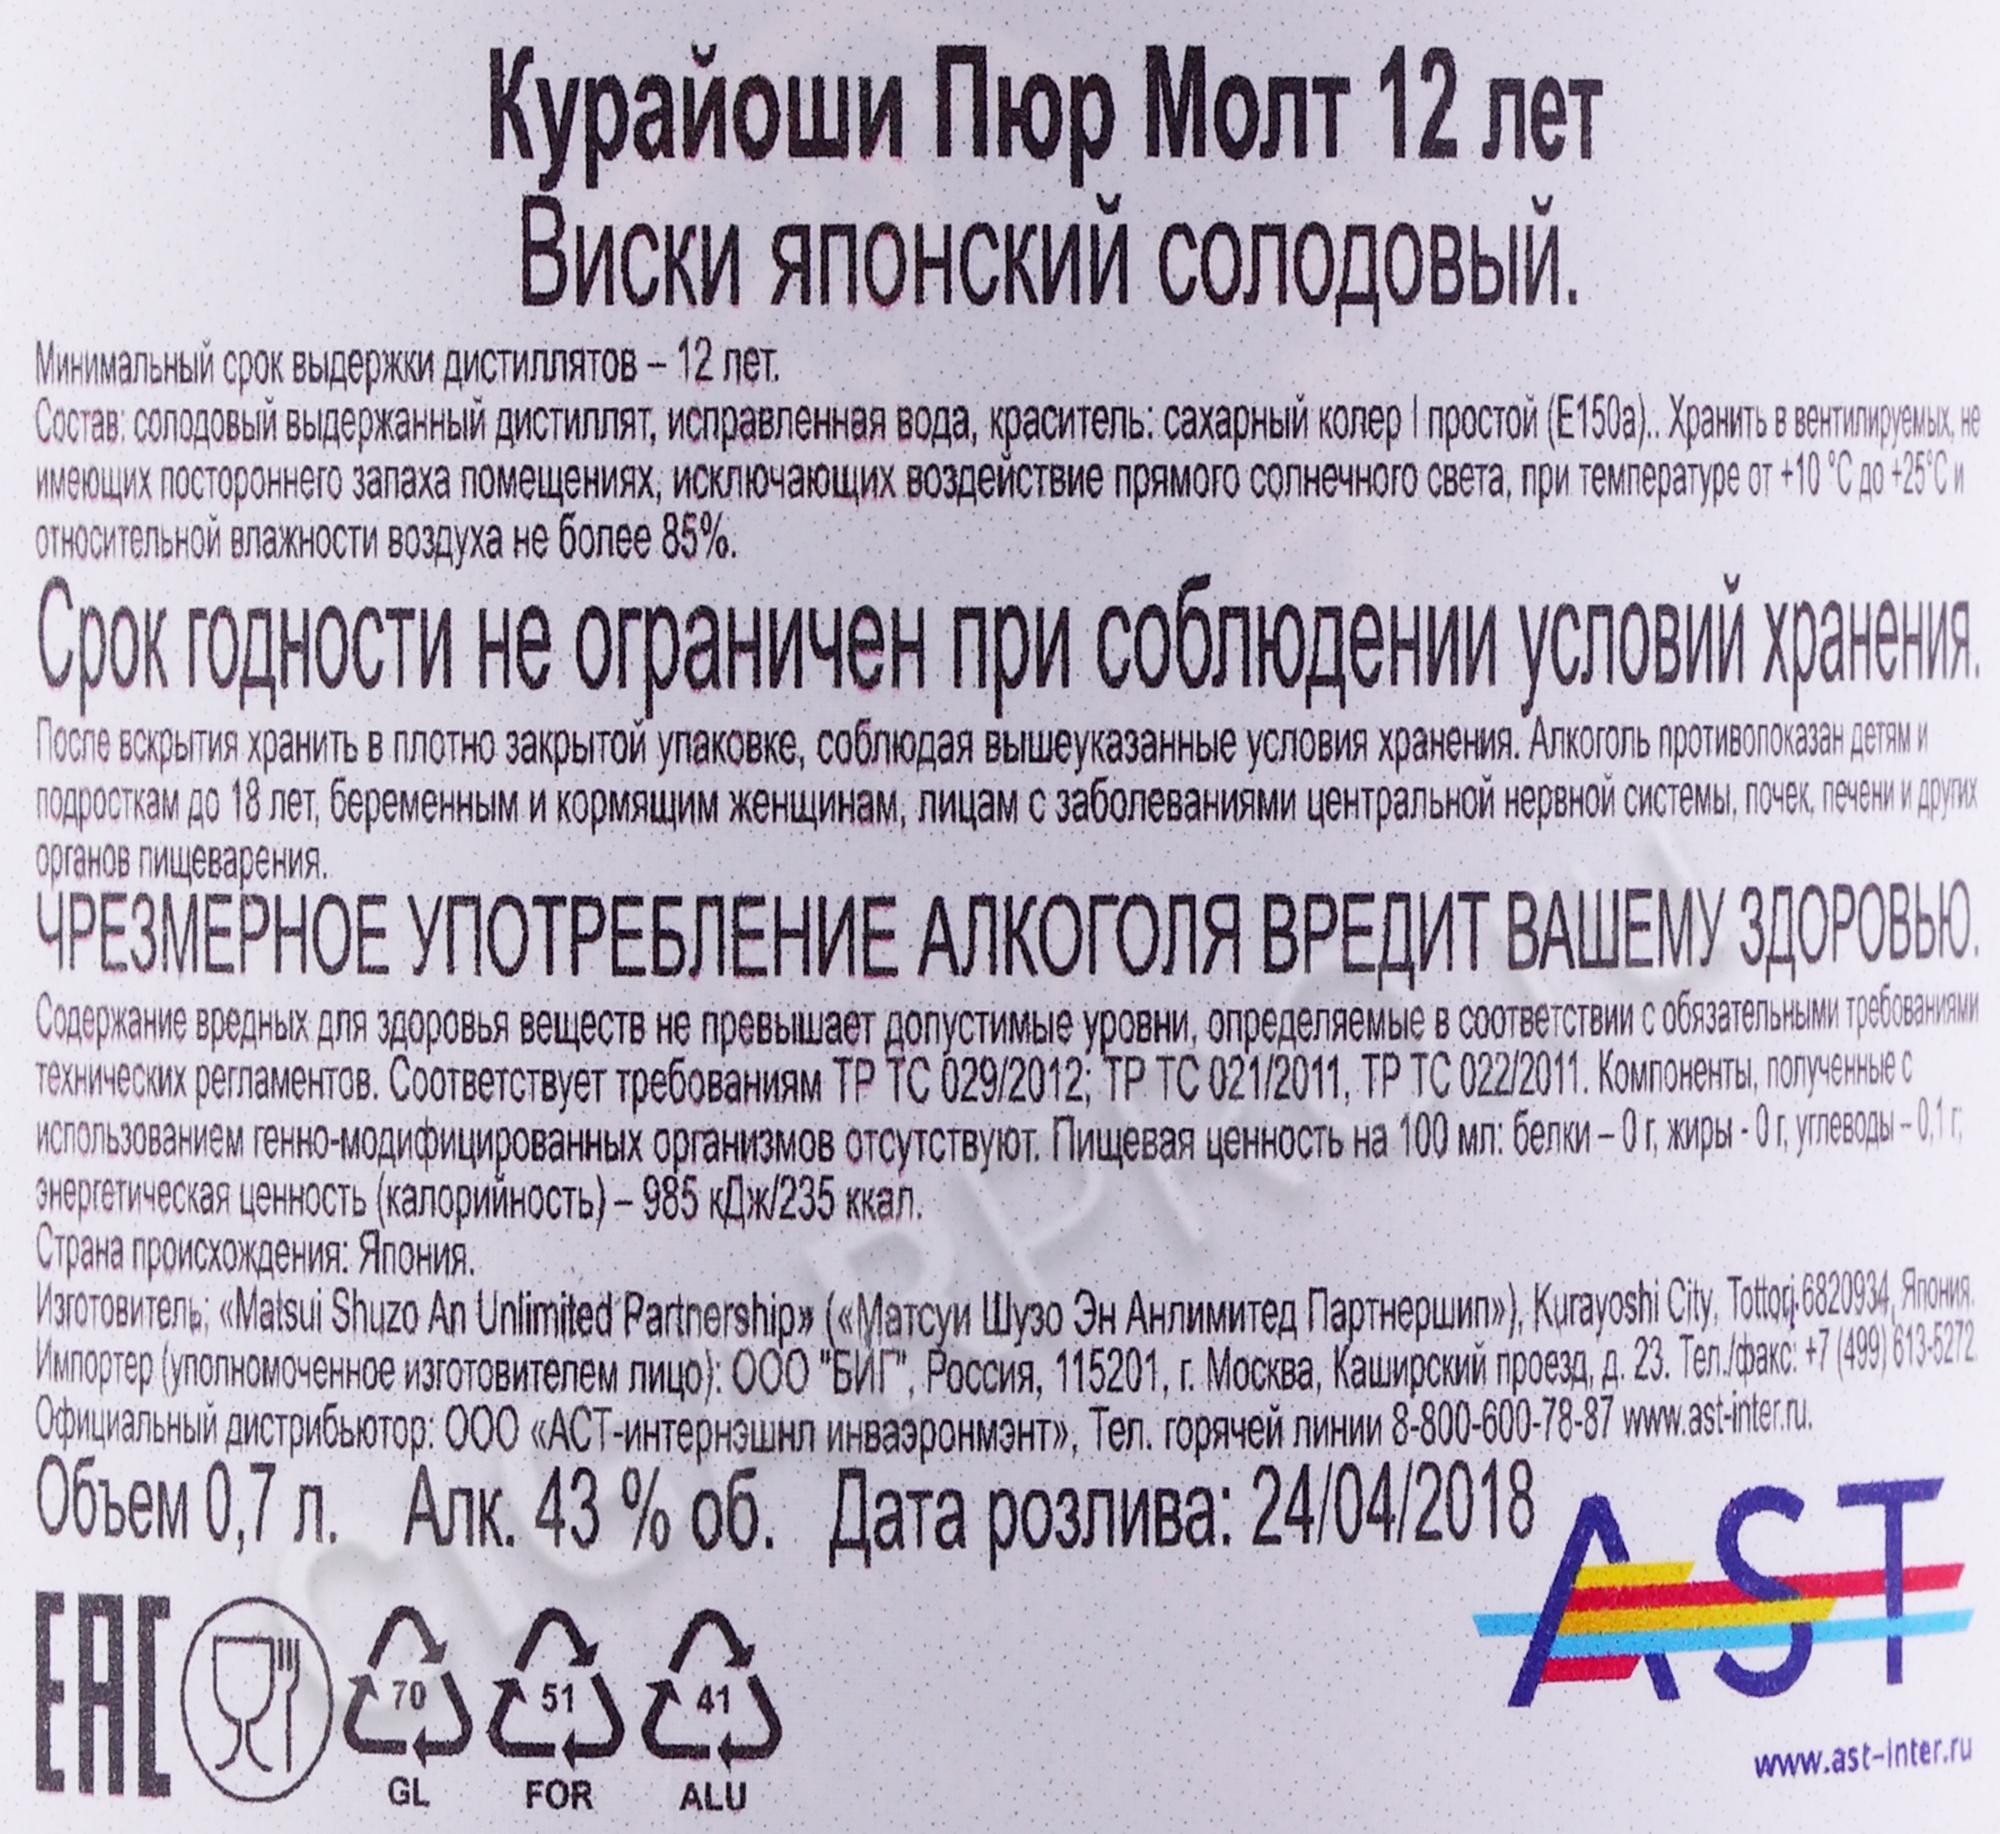 Курайоши Пюр Молт 12 лет
Виски японский солодовый.
Минимальный срок выдержки дистиллятов – 12 лет.
Состав: солодовый выдержанный дистиллят, исправленная вода, краситель: сахарный колер I простой (E150a).. Хранить в вентилируемых, не
имеющих постороннего запаха помещениях, исключающих воздействие прямого солнечного света, при температуре от +10 °С до +25°С и
относительной влажности воздуха не более 85%.
Срок годности не ограничен при соблюдении условий хранения.
После вскрытия хранить в плотно закрытой упаковке, соблюдая вышеуказанные условия хранения. Алкоголь противопоказан детям и
подросткам до 18 лет, беременным и кормящим женщинам, лицам с заболеваниями центральной нервной системы, почек, печени и других
органов пищеварения.
ЧРЕЗМЕРНОЕ УПОТРЕБЛЕНИЕ АЛКОГОЛЯ ВРЕДИТ ВАШЕМУ ЗДОРОВЬЮ.
Содержание вредных для здоровья веществ не превышает допустимые уровни, определяемые в соответствии с обязательными требованиями
технических регламентов. Соответствует требованиям ТР ТС 029/2012; ТР ТС 021/2011, ТР ТС 022/2011. Компоненты, полученные с
использованием генно-модифицированных организмов отсутствуют. Пищевая ценность на 100 мл: белки – 0 г, жиры - 0 г, углеводы – 0,1 г;
энергетическая ценность (калорийность) – 985 кДж/235 ккал.
Страна происхождения: Япония.
Изготовитель: «Matsui Shuzo An Unlimited Partnership» («Матсуи Шузо Эн Анлимитед Партнершип»), Kurayoshi City, Tottori 6820934, Япония.
Импортер (уполномоченное изготовителем лицо): ООО "БИГ", Россия, 115201, г. Москва, Каширский проезд, д. 23. Тел./факс: +7 (499) 613-5272.
Официальный дистрибьютор: ООО «АСТ-интернэшнл инваэронмэнт», Тел. горячей линии 8-800-600-78-87 www.ast-inter.ru.
Объем 0,7 л. Алк. 43 % об. Дата розлива: 24/04/2018
AST
EAC
70
51
41
GL
FOR
ALU
www.ast-inter.ru
CIGARPRO.RU